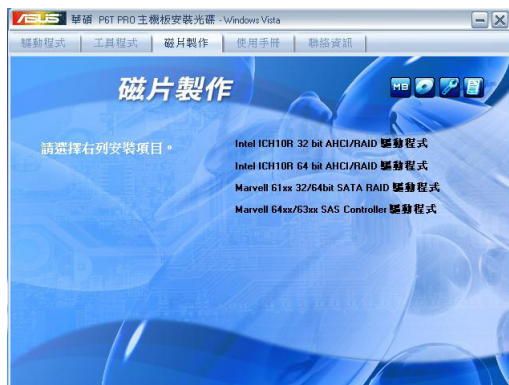 ASUS 華碩 P6T PRO 主機板安裝光碟 - Windows Vista
驅動程式 工具程式 磁片製作 使用手冊 聯絡資訊
磁片製作
MB
請選擇右列安裝項目。
Intel ICH10R 32 bit AHCI/RAID 驅動程式
Intel ICH10R 64 bit AHCI/RAID 驅動程式
Marvell 61xx 32/64bit SATA RAID 驅動程式
Marvell 64xx/63xx SAS Controller 驅動程式